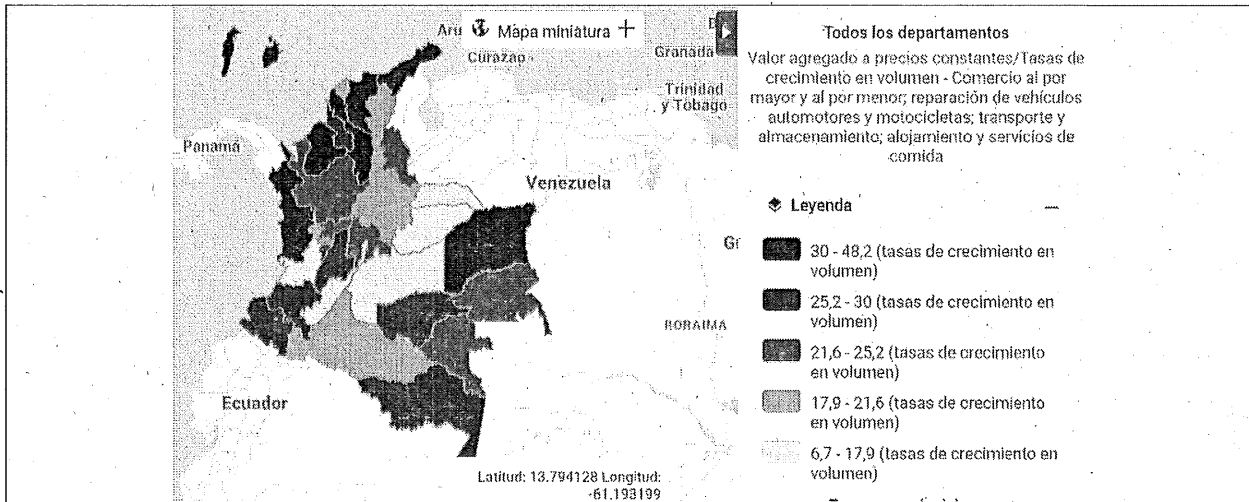 Aru Mapa miniatura +
Curazao
Granada
Trinidad
y Tobago
Panamá
Venezuela
RORAIMA
Ecuador
Latitud: 13.794128 Longitud:
-61.193199
Todos los departamentos
Valor agregado a precios constantes/Tasas de
crecimiento en volumen - Comercio al por
mayor y al por menor; reparación de vehículos
automotores y motocicletas; transporte y
almacenamiento; alojamiento y servicios de
comida
Leyenda
30 - 48,2 (tasas de crecimiento en
volumen)
25,2 - 30 (tasas de crecimiento en
volumen)
21,6 - 25,2 (tasas de crecimiento
en volumen)
17,9 - 21,6 (tasas de crecimiento
en volumen)
6,7 - 17,9 (tasas de crecimiento en
volumen)